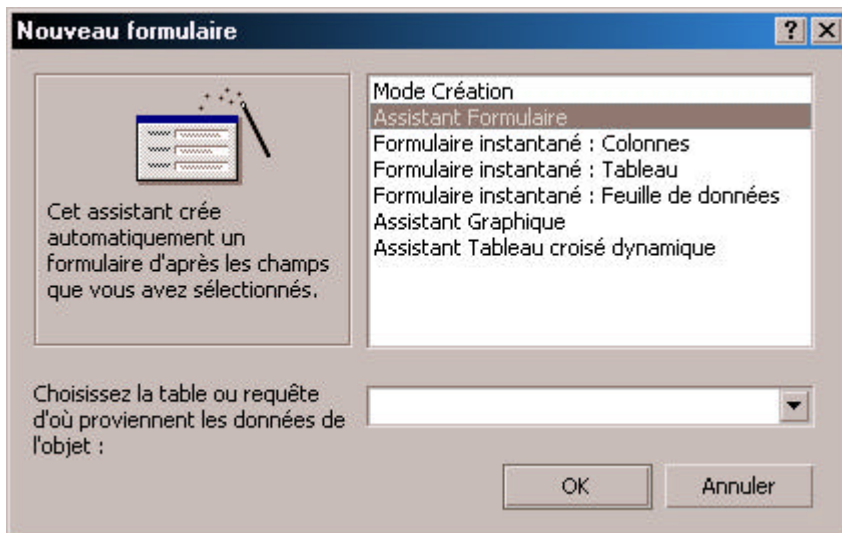 Nouveau formulaire
Cet assistant crée
automatiquement un
formulaire d'après les champs
que vous avez sélectionnés.
Mode Création
Assistant Formulaire
Formulaire instantané : Colonnes
Formulaire instantané : Tableau
Formulaire instantané : Feuille de données
Assistant Graphique
Assistant Tableau croisé dynamique
Choisissez la table ou requête
d'où proviennent les données de
l'objet :
OK
Annuler